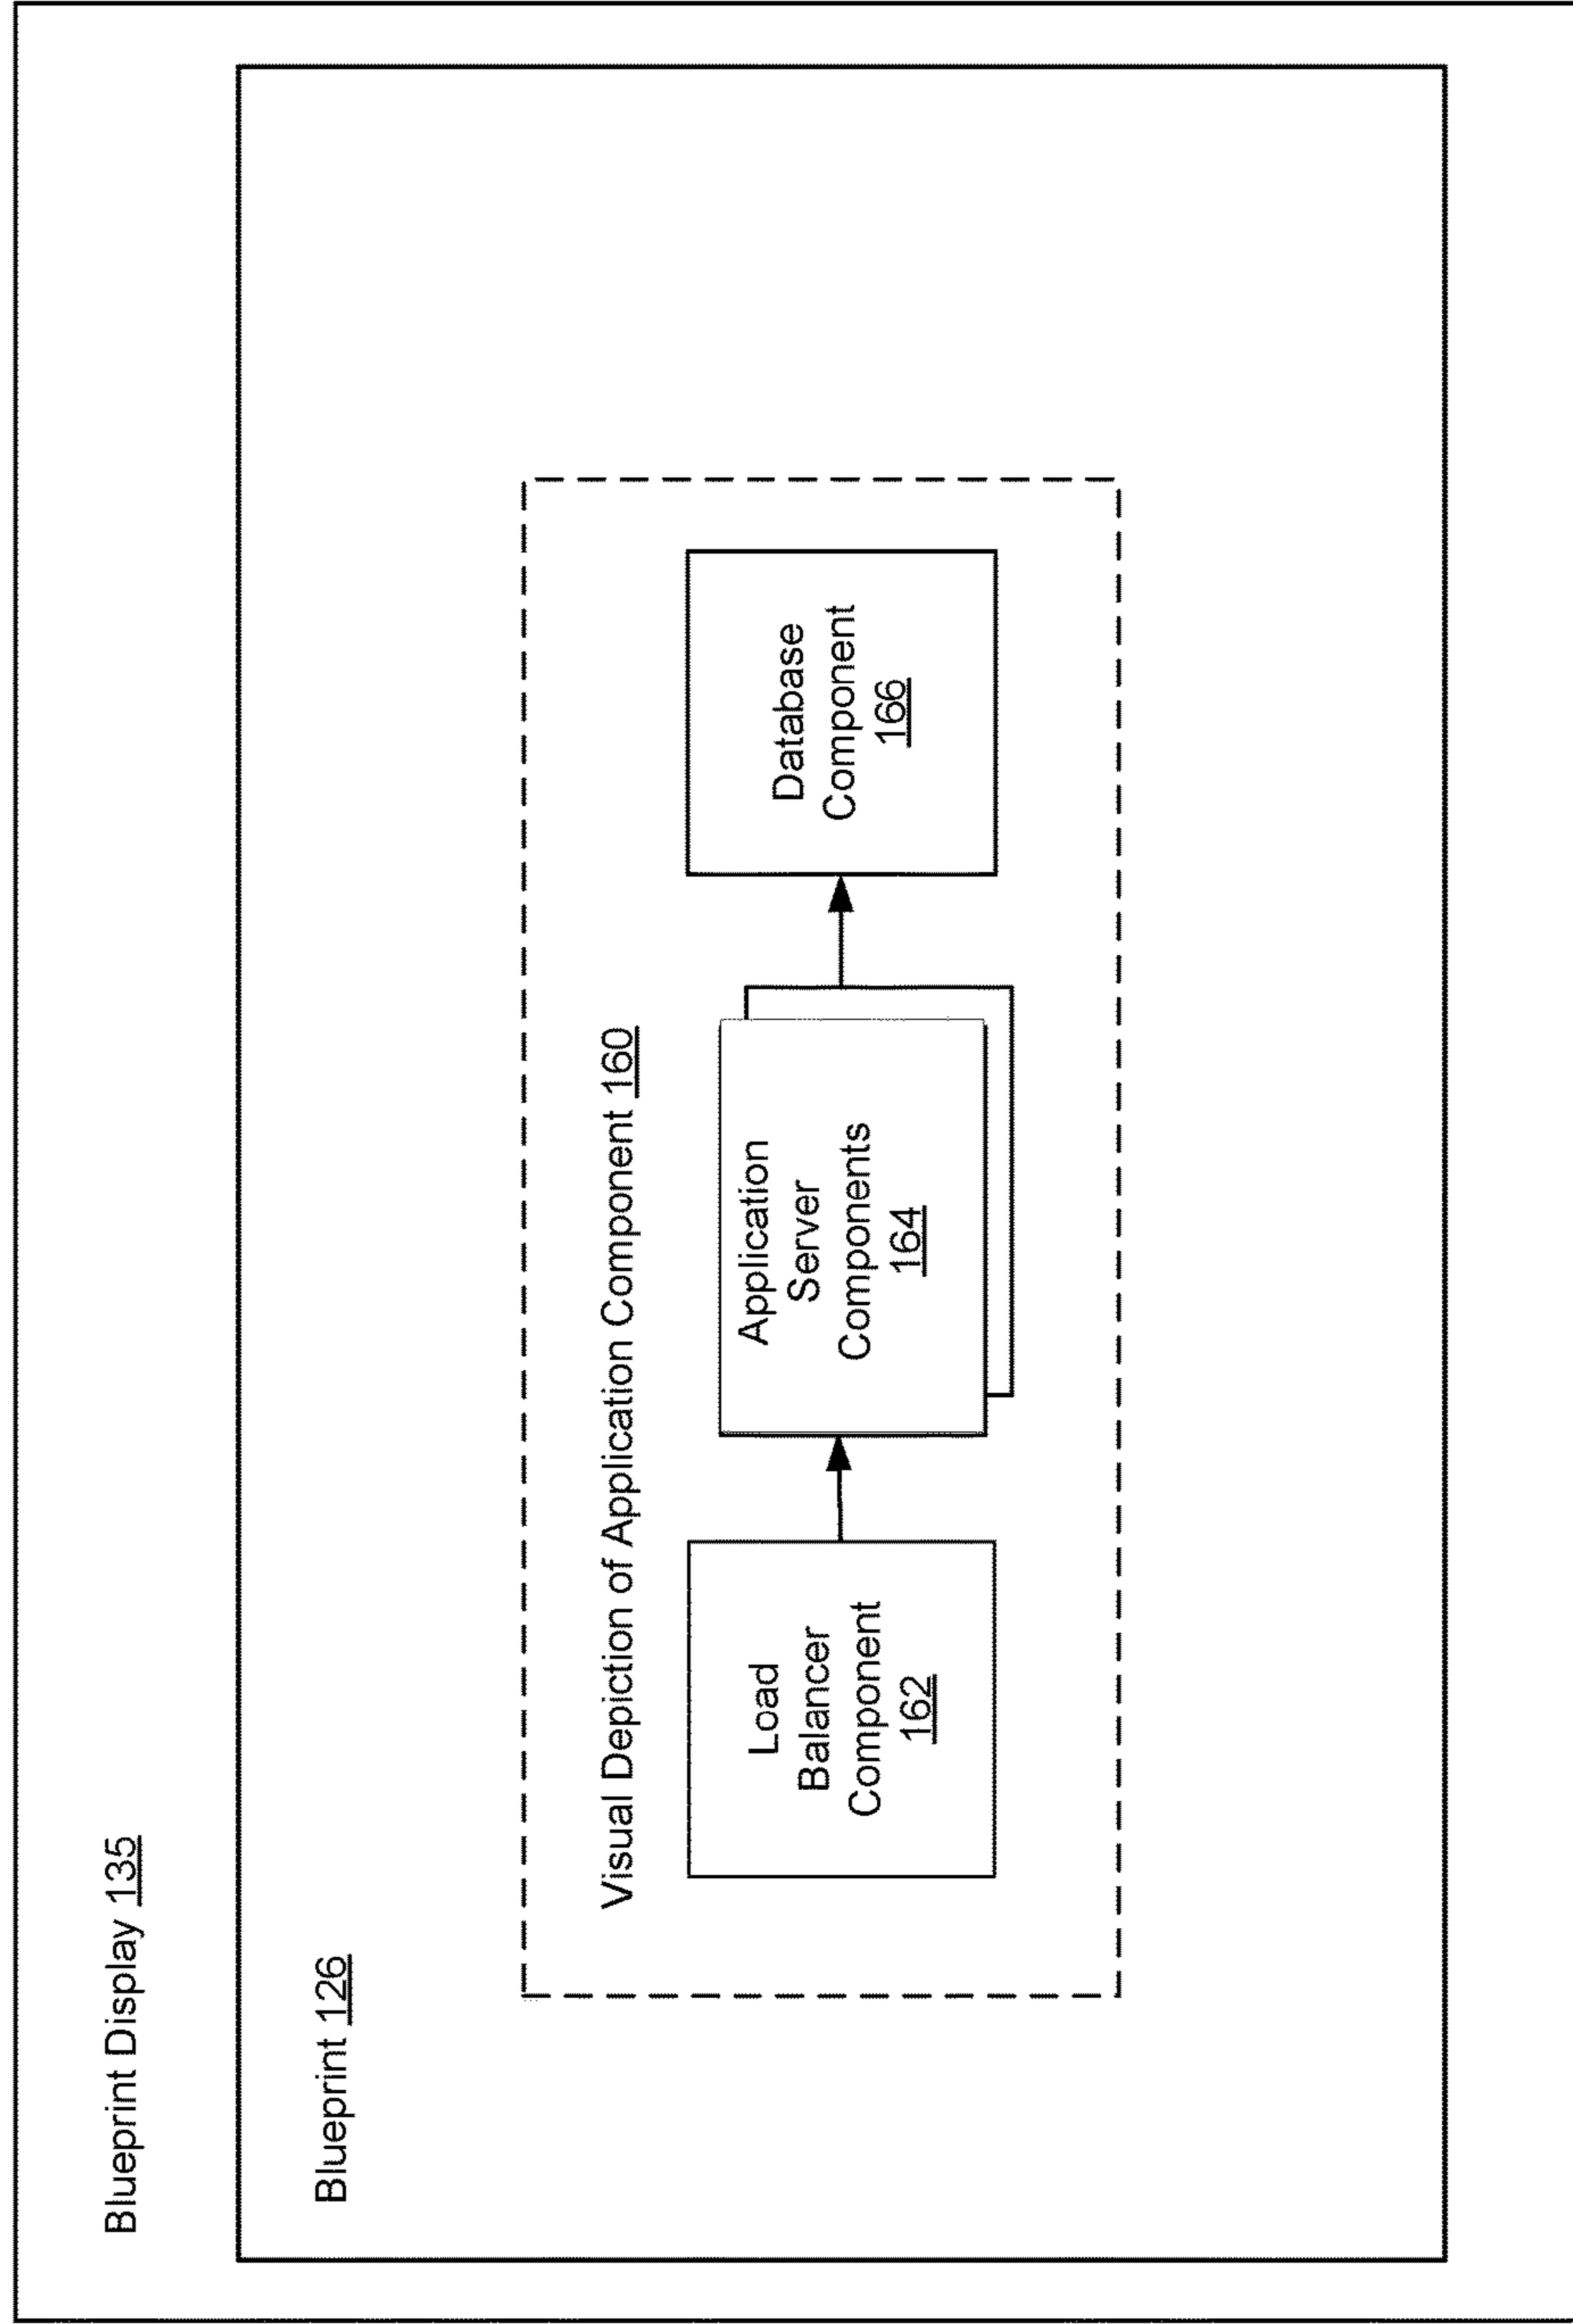 Blueprint Display 135
Blueprint 126
Visual Depiction of Application Component 160
Load
Balancer
Component
162
Application
Server
Components
164
Database
Component
166